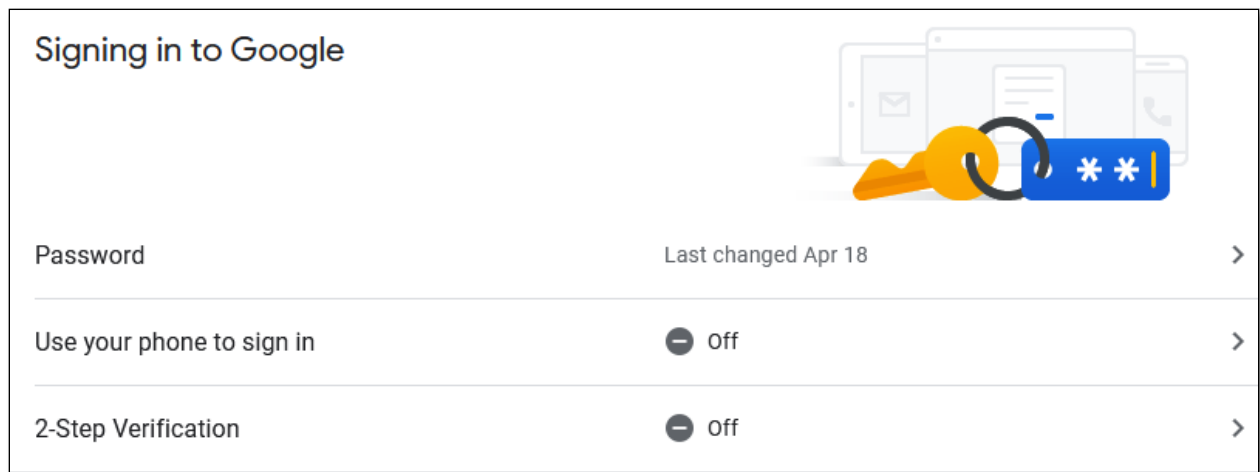 Signing in to Google
**
Password Last changed Apr 18
Use your phone to sign in Off
2-Step Verification Off